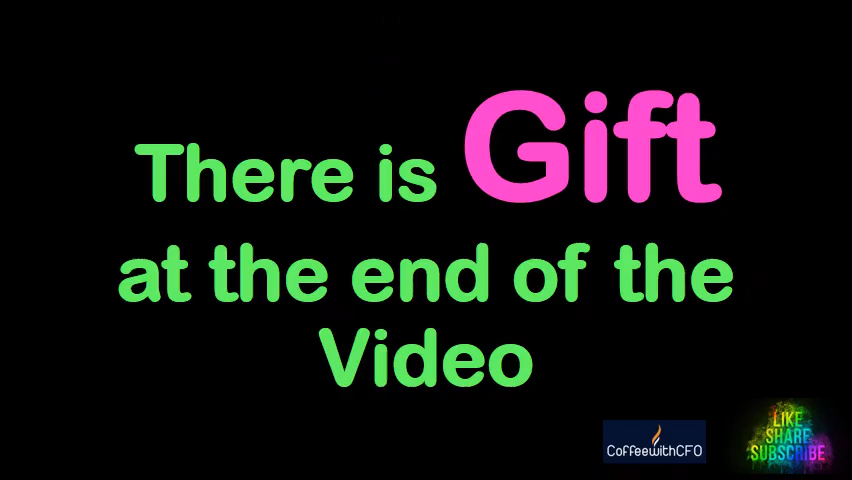 There is Gift
at the end of the
Video
CoffeewithCFO
LIKE
SHARE
SUBSCRIBE